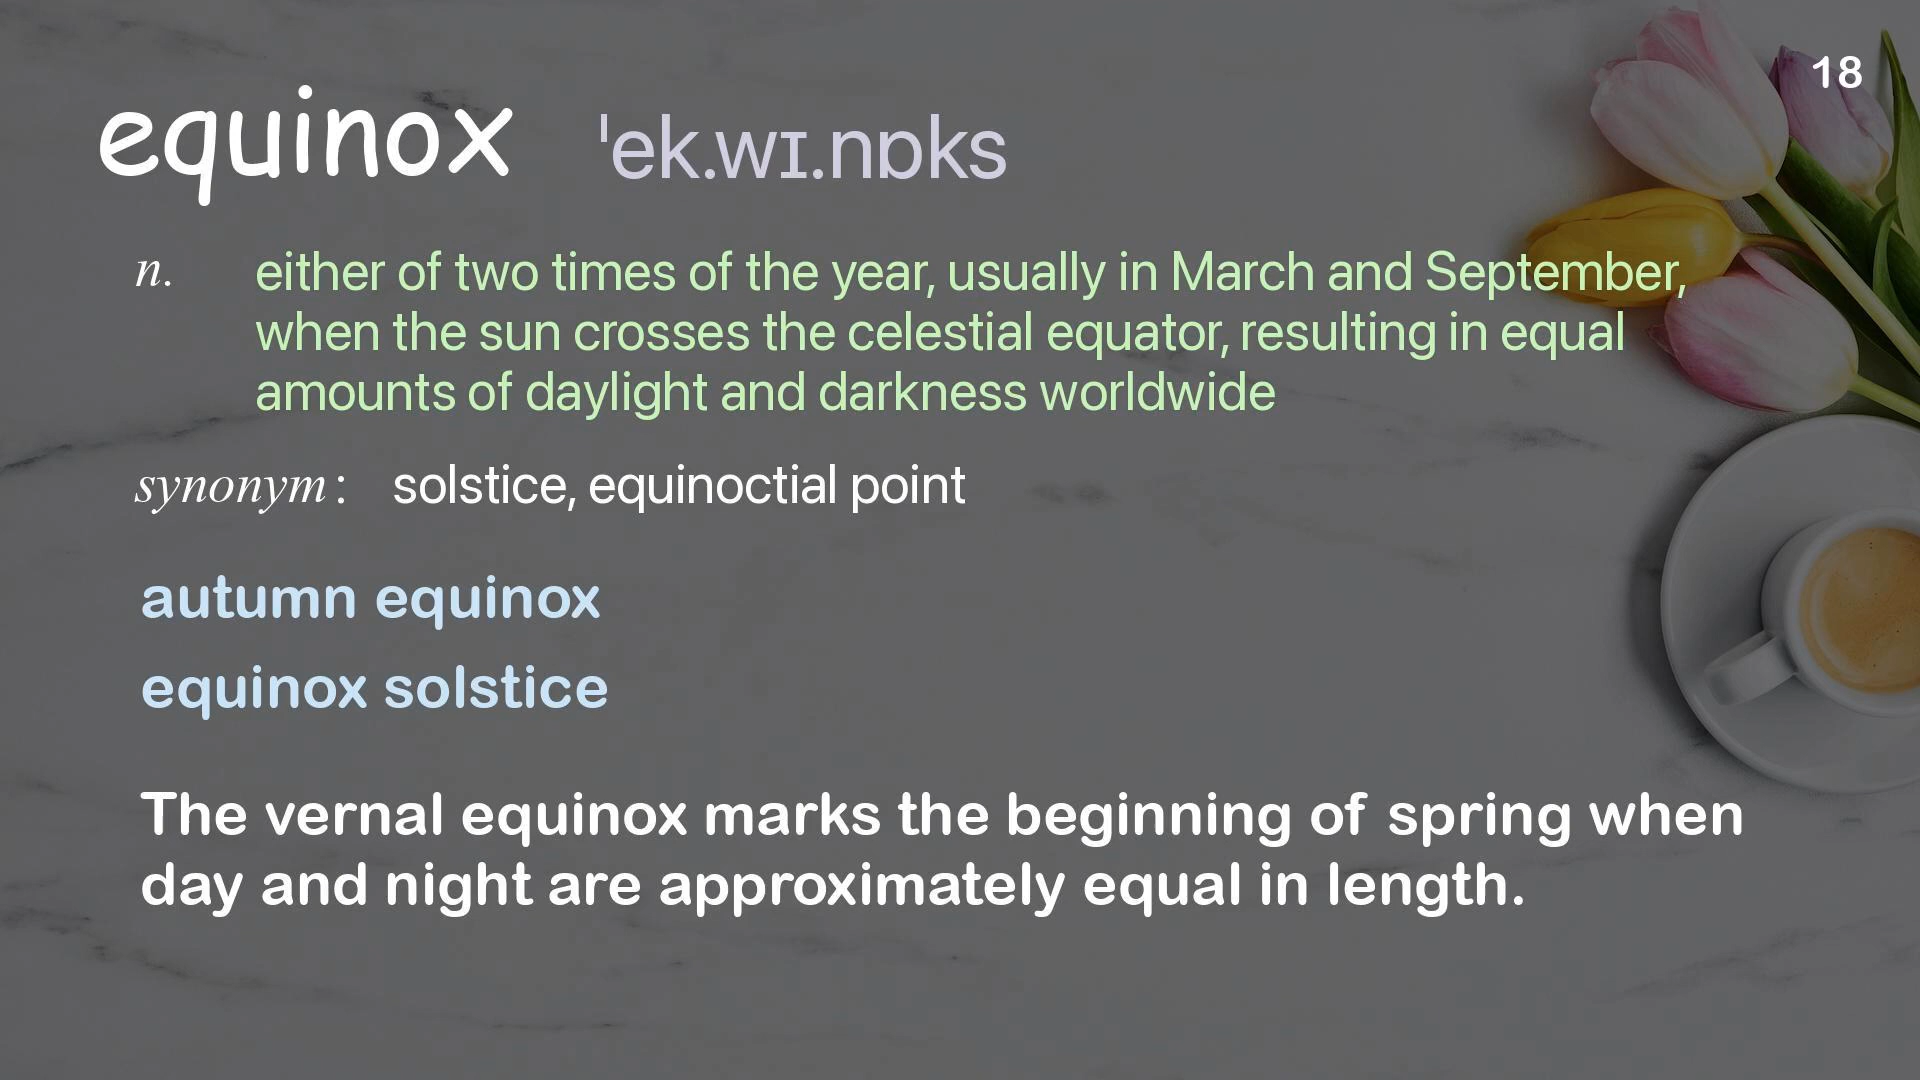 18
equinox ˈek.wɪ.nɒks
n. either of two times of the year, usually in March and September,
when the sun crosses the celestial equator, resulting in equal
amounts of daylight and darkness worldwide
synonym: solstice, equinoctial point
autumn equinox
equinox solstice
The vernal equinox marks the beginning of spring when
day and night are approximately equal in length.